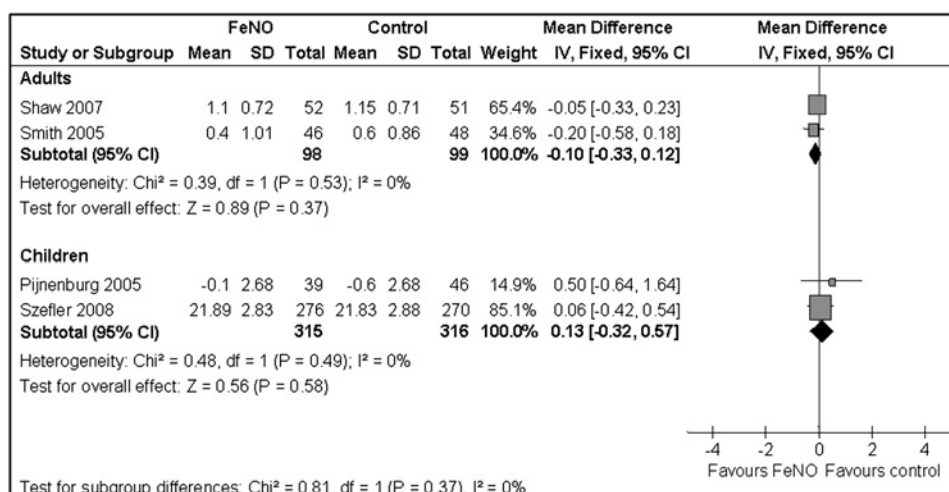 FeNO Control Mean Difference Mean Difference
Study or Subgroup Mean SD Total Mean SD Total Weight IV, Fixed, 95% CI IV, Fixed, 95% CI
Adults
Shaw 2007 1.1 0.72 52 1.15 0.71 51 65.4% -0.05 [-0.33, 0.23]
Smith 2005 0.4 1.01 46 0.6 0.86 48 34.6% -0.20 [-0.58, 0.18]
Subtotal (95% CI) 98 99 100.0% -0.10 [-0.33, 0.12]
Heterogeneity: Chi² = 0.39, df = 1 (P = 0.53); I² = 0%
Test for overall effect: Z = 0.89 (P = 0.37)
Children
Pijnenburg 2005 -0.1 2.68 39 -0.6 2.68 46 14.9% 0.50 [-0.64, 1.64]
Szefler 2008 21.89 2.83 276 21.83 2.88 270 85.1% 0.06 [-0.42, 0.54]
Subtotal (95% CI) 315 316 100.0% 0.13 [-0.32, 0.57]
Heterogeneity: Chi² = 0.48, df = 1 (P = 0.49); I² = 0%
Test for overall effect: Z = 0.56 (P = 0.58)
-4 -2 0 2 4
Favours FeNO Favours control
Test for subgroup differences: Chi² = 0.81, df = 1 (P = 0.37), I² = 0%